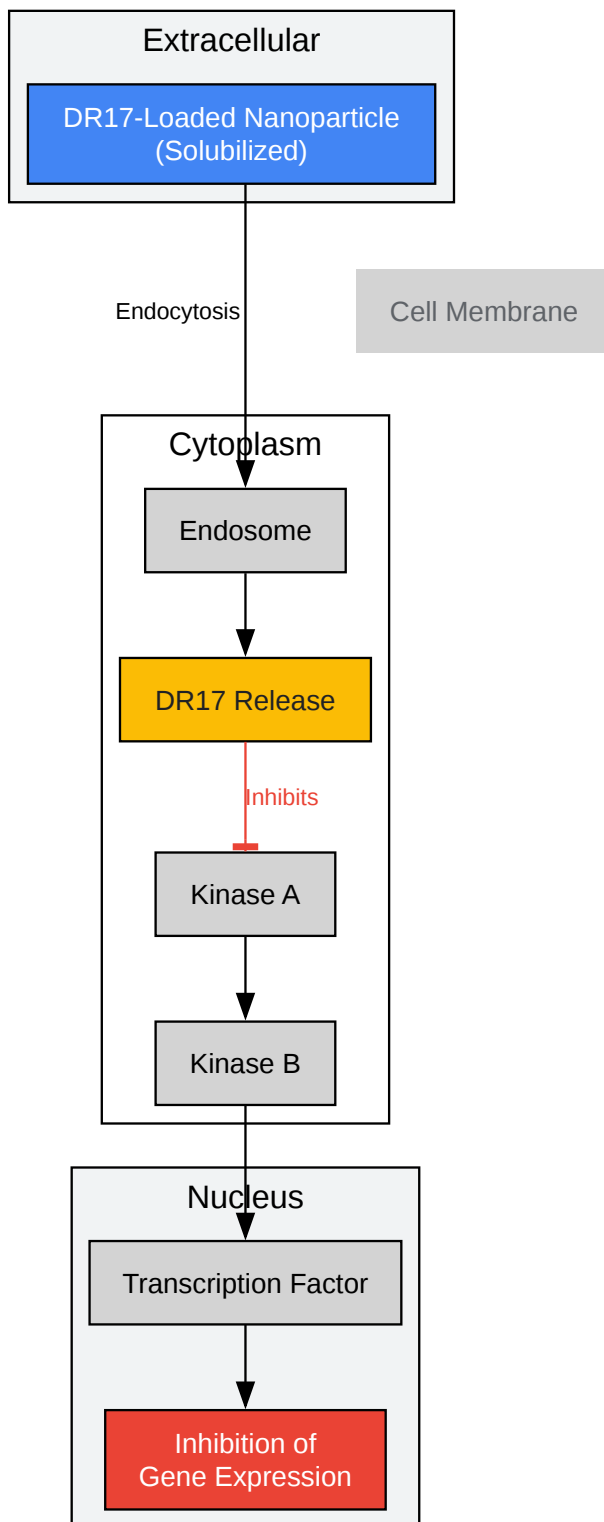 Extracellular
DR17-Loaded Nanoparticle
(Solubilized)
Endocytosis
Cell Membrane
Cytoplasm
Endosome
DR17 Release
Inhibits
Kinase A
Kinase B
Nucleus
Transcription Factor
Inhibition of
Gene Expression